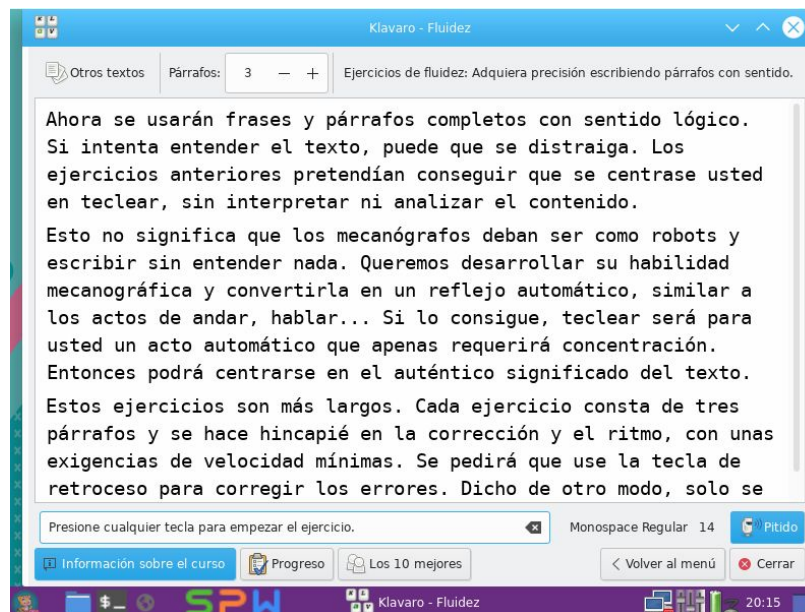 Klavaro - Fluidez
Otros textos
Párrafos: 3 − +
Ejercicios de fluidez: Adquiera precisión escribiendo párrafos con sentido.
Ahora se usarán frases y párrafos completos con sentido lógico.
Si intenta entender el texto, puede que se distraiga. Los
ejercicios anteriores pretendían conseguir que se centrase usted
en teclear, sin interpretar ni analizar el contenido.
Esto no significa que los mecanógrafos deban ser como robots y
escribir sin entender nada. Queremos desarrollar su habilidad
mecanográfica y convertirla en un reflejo automático, similar a
los actos de andar, hablar... Si lo consigue, teclear será para
usted un acto automático que apenas requerirá concentración.
Entonces podrá centrarse en el auténtico significado del texto.
Estos ejercicios son más largos. Cada ejercicio consta de tres
párrafos y se hace hincapié en la corrección y el ritmo, con unas
exigencias de velocidad mínimas. Se pedirá que use la tecla de
retroceso para corregir los errores. Dicho de otro modo, solo se
Presione cualquier tecla para empezar el ejercicio.
Monospace Regular 14
Pitido
Información sobre el curso
Progreso
Los 10 mejores
< Volver al menú
Cerrar
$_
SPW
Klavaro - Fluidez
20:15